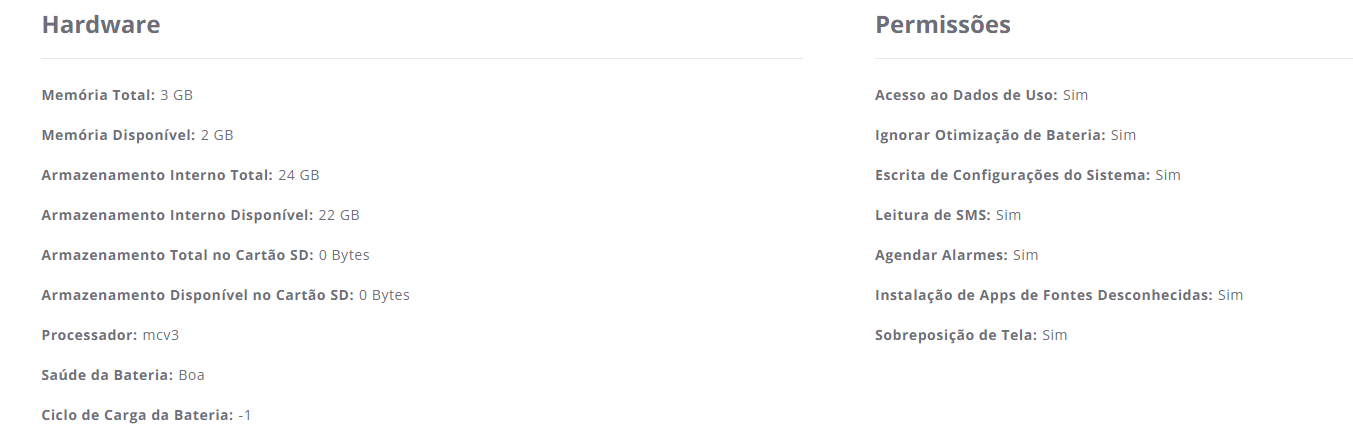 Hardware
Memória Total: 3 GB
Memória Disponível: 2 GB
Armazenamento Interno Total: 24 GB
Armazenamento Interno Disponível: 22 GB
Armazenamento Total no Cartão SD: 0 Bytes
Armazenamento Disponível no Cartão SD: 0 Bytes
Processador: mcv3
Saúde da Bateria: Boa
Ciclo de Carga da Bateria: -1
Permissões
Acesso ao Dados de Uso: Sim
Ignorar Otimização de Bateria: Sim
Escrita de Configurações do Sistema: Sim
Leitura de SMS: Sim
Agendar Alarmes: Sim
Instalação de Apps de Fontes Desconhecidas: Sim
Sobreposição de Tela: Sim